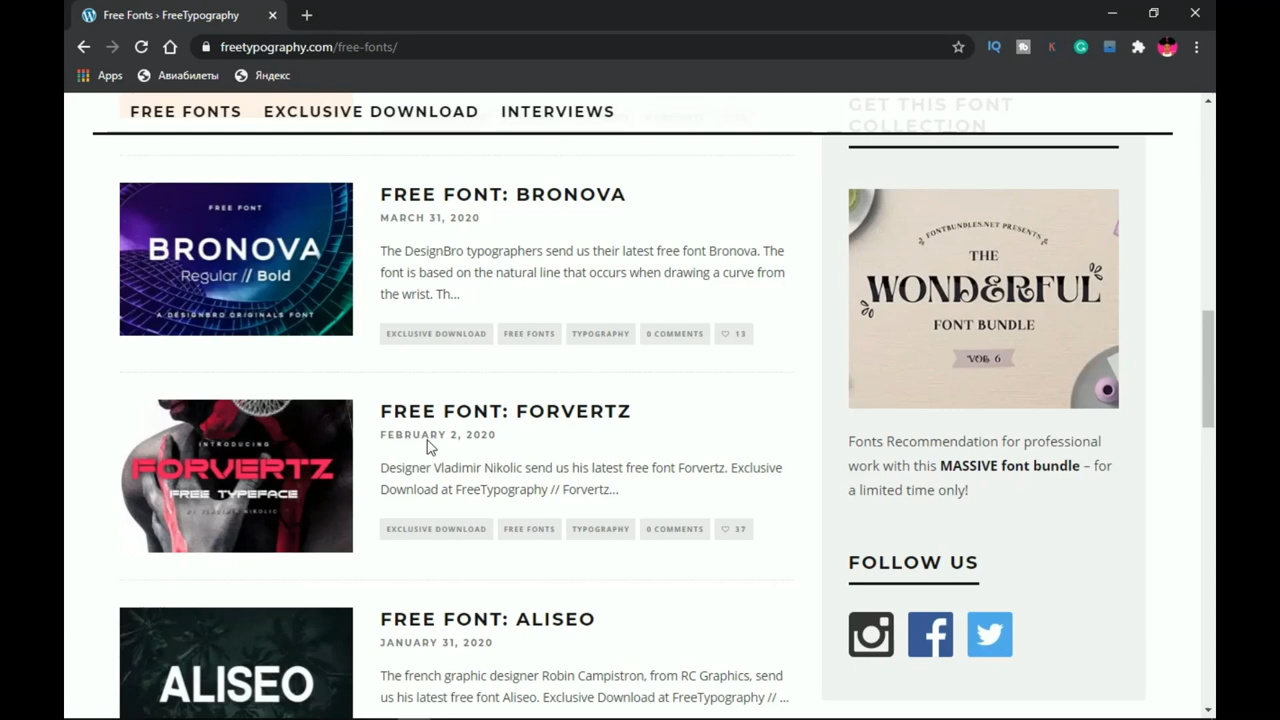 Free Fonts › FreeTypography
freetypography.com/free-fonts/
Apps
Авиабилеты
Яндекс
FREE FONTS
EXCLUSIVE DOWNLOAD
INTERVIEWS
GET THIS FONT
COLLECTION
FREE FONT
BRONOVA
Regular // Bold
A DESIGNBRO ORIGINALS FONT
FREE FONT: BRONOVA
MARCH 31, 2020
The DesignBro typographers send us their latest free font Bronova. The
font is based on the natural line that occurs when drawing a curve from
the wrist. Th...
EXCLUSIVE DOWNLOAD
FREE FONTS
TYPOGRAPHY
0 COMMENTS
13
INTRODUCING
FORVERTZ
FREE TYPEFACE
BY VLADIMIR NIKOLIC
FREE FONT: FORVERTZ
FEBRUARY 2, 2020
Designer Vladimir Nikolic send us his latest free font Forvertz. Exclusive
Download at FreeTypography // Forvertz...
EXCLUSIVE DOWNLOAD
FREE FONTS
TYPOGRAPHY
0 COMMENTS
37
ALISEO
FREE FONT: ALISEO
JANUARY 31, 2020
The french graphic designer Robin Campistron, from RC Graphics, send
us his latest free font Aliseo. Exclusive Download at FreeTypography // ...
FONTBUNDLES.NET PRESENTS
THE
WONDERFUL
FONT BUNDLE
VOL 6
Fonts Recommendation for professional
work with this MASSIVE font bundle – for
a limited time only!
FOLLOW US